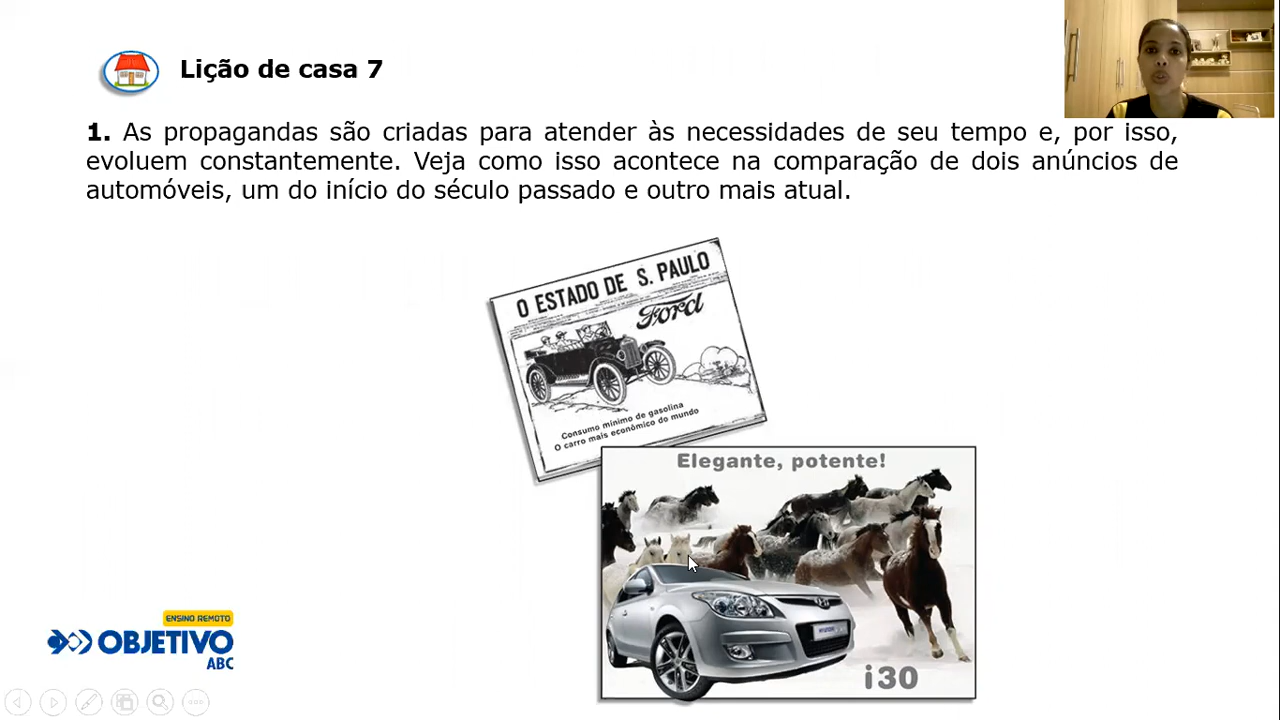 Lição de casa 7
1. As propagandas são criadas para atender às necessidades de seu tempo e, por isso,
evoluem constantemente. Veja como isso acontece na comparação de dois anúncios de
automóveis, um do início do século passado e outro mais atual.
O ESTADO DE S. PAULO
Ford
Consumo mínimo de gasolina
O carro mais econômico do mundo
Elegante, potente!
i30
ENSINO REMOTO
OBJETIVO
ABC